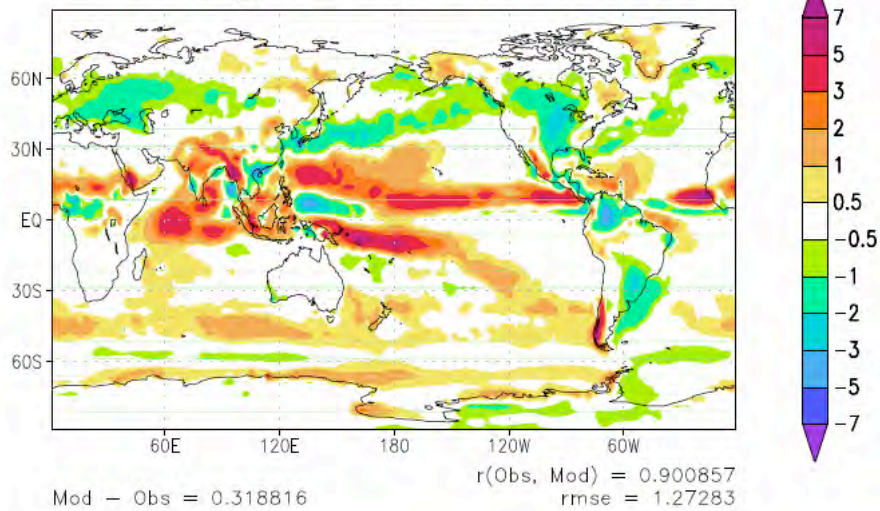 60N
30N
EQ
30S
60S
60E 120E 180 120W 60W
7
5
3
2
1
0.5
-0.5
-1
-2
-3
-5
-7
r(Obs, Mod) = 0.900857
Mod - Obs = 0.318816
rmse = 1.27283